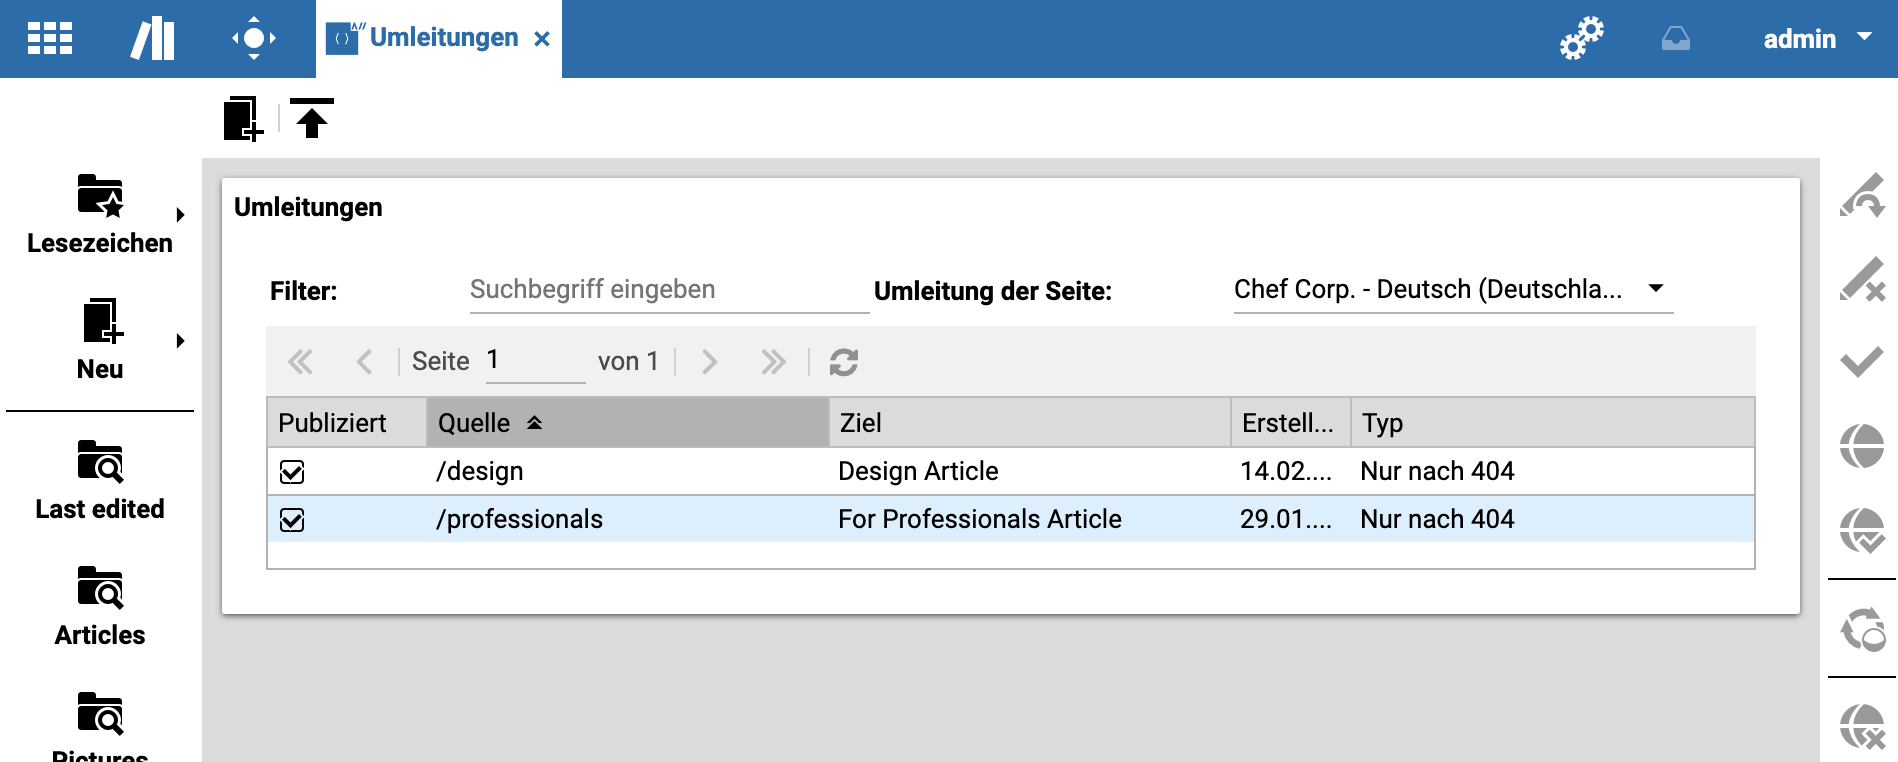 Umleitungen
admin
Lesezeichen
Neu
Last edited
Articles
Pictures
Umleitungen
Filter: Suchbegriff eingeben Umleitung der Seite: Chef Corp. - Deutsch (Deutschla...
Seite 1 von 1
Publiziert Quelle Ziel Erstell... Typ
/design Design Article 14.02.... Nur nach 404
/professionals For Professionals Article 29.01.... Nur nach 404